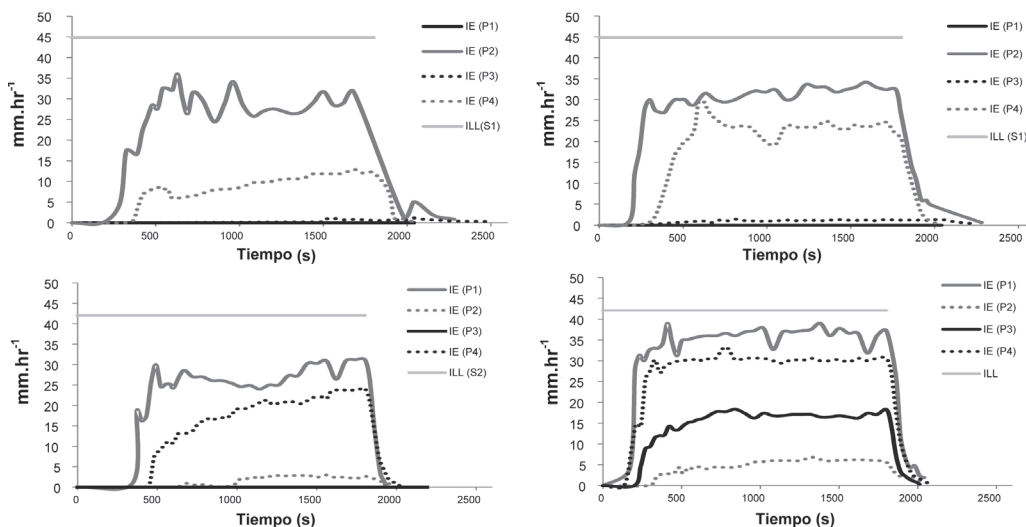 50
45
40
35
30
25
20
15
10
5
0
mm.hr⁻¹
0 500 1000 1500 2000 2500
Tiempo (s)
IE (P1)
IE (P2)
IE (P3)
IE (P4)
ILL (S1)
50
45
40
35
30
25
20
15
10
5
0
mm.hr⁻¹
0 500 1000 1500 2000 2500
Tiempo (s)
IE (P1)
IE (P2)
IE (P3)
IE (P4)
ILL (S1)
50
45
40
35
30
25
20
15
10
5
0
mm.hr⁻¹
500 1000 1500 2000 2500
Tiempo (s)
IE (P1)
IE (P2)
IE (P3)
IE (P4)
ILL (S2)
50
45
40
35
30
25
20
15
10
5
0
mm.hr⁻¹
0 500 1000 1500 2000 2500
Tiempo (s)
IE (P1)
IE (P2)
IE (P3)
IE (P4)
ILL